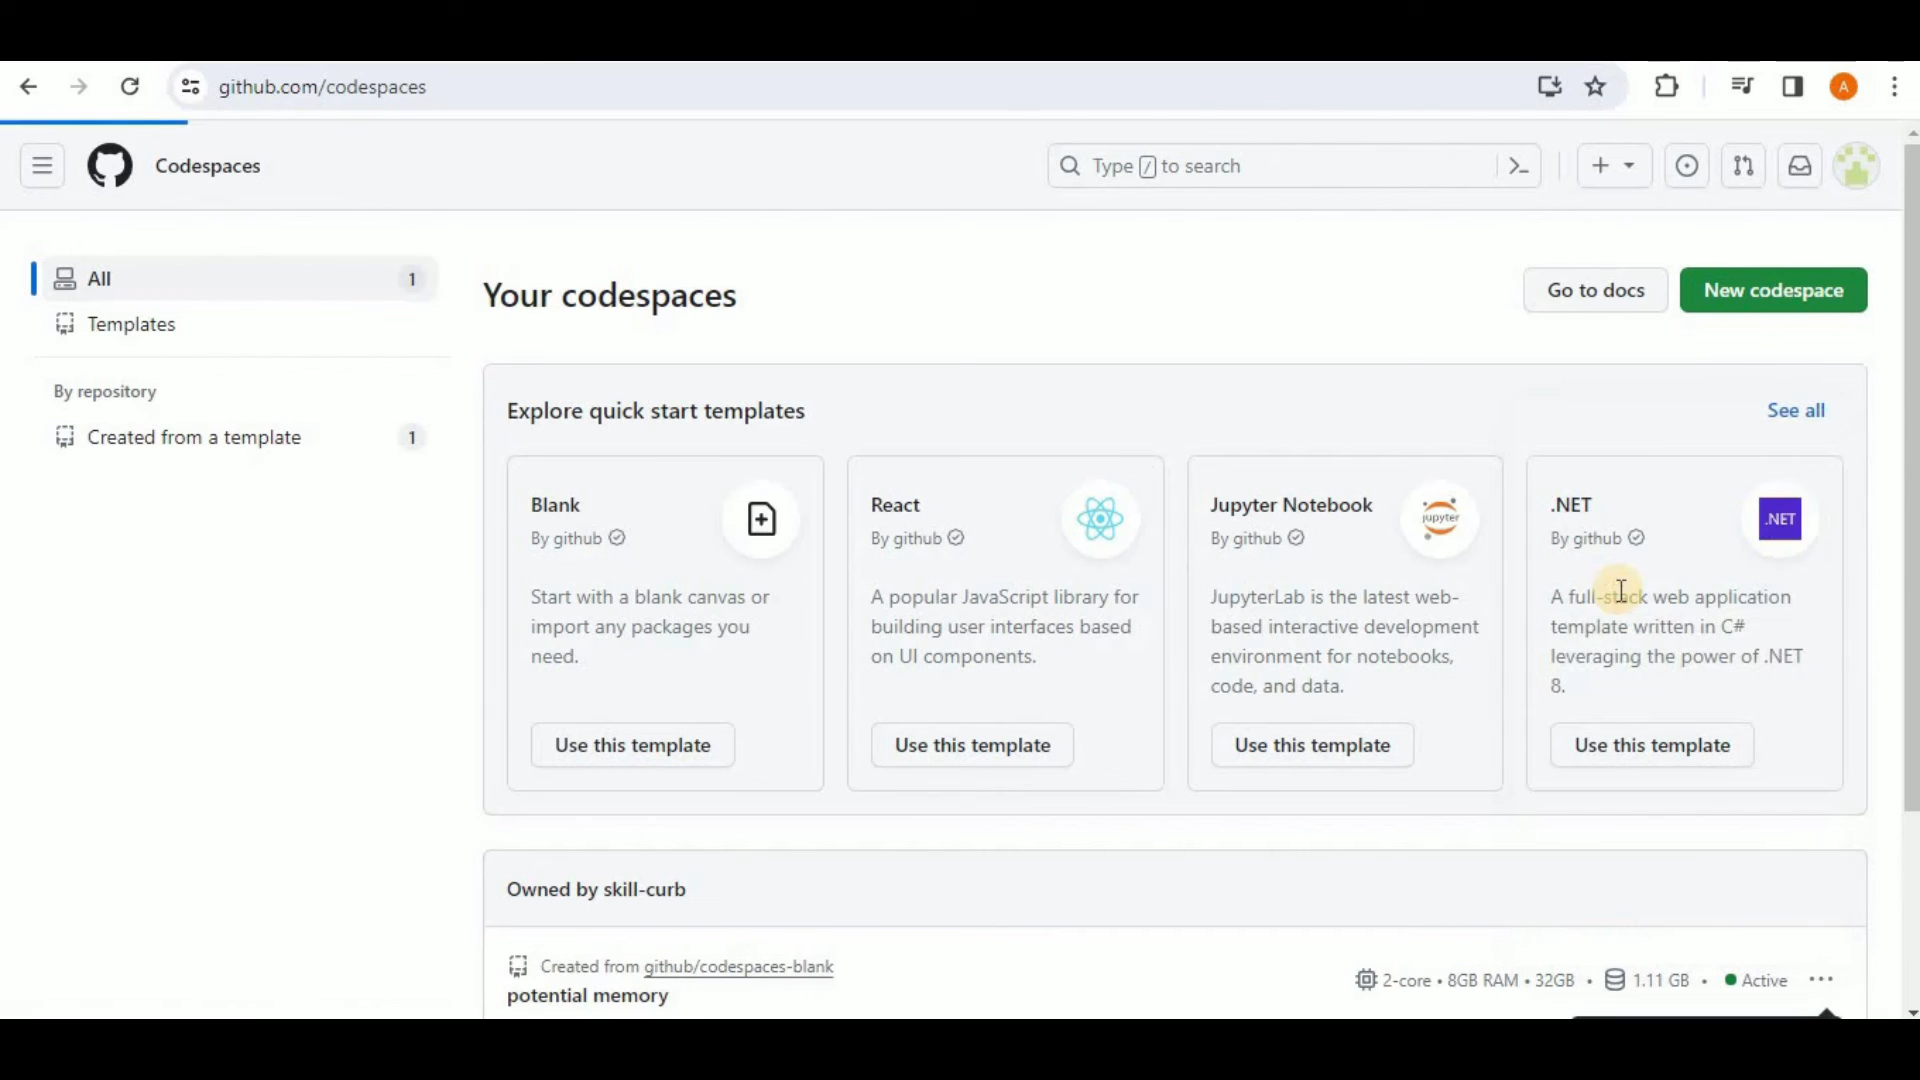 github.com/codespaces
A
Codespaces
Type / to search
All 1
Templates
By repository
Created from a template 1
Your codespaces
Go to docs
New codespace
Explore quick start templates
See all
Blank
By github
Start with a blank canvas or
import any packages you
need.
Use this template
React
By github
A popular JavaScript library for
building user interfaces based
on UI components.
Use this template
Jupyter Notebook
By github
jupyter
JupyterLab is the latest web-
based interactive development
environment for notebooks,
code, and data.
Use this template
.NET
By github
.NET
A full-stack web application
template written in C#
leveraging the power of .NET
8.
Use this template
Owned by skill-curb
Created from github/codespaces-blank
potential memory
2-core • 8GB RAM • 32GB • 1.11 GB • Active